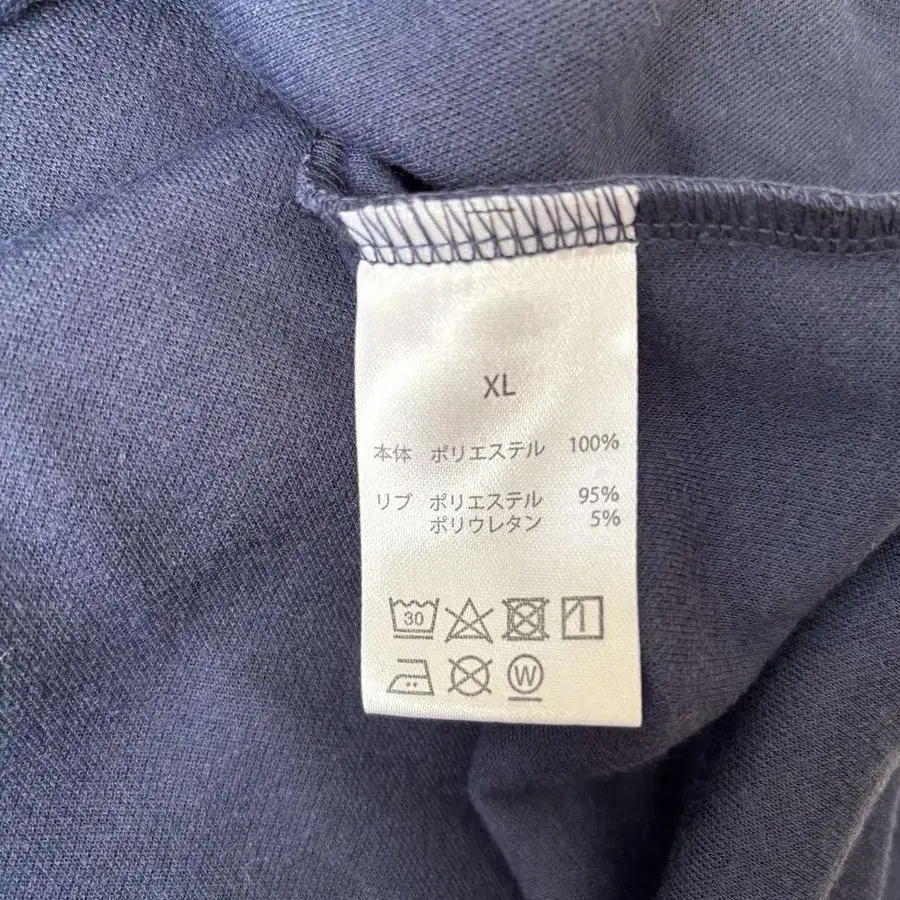 XL
本体 ポリエステル 100%
リブ ポリエステル 95%
ポリウレタン 5%
30
W